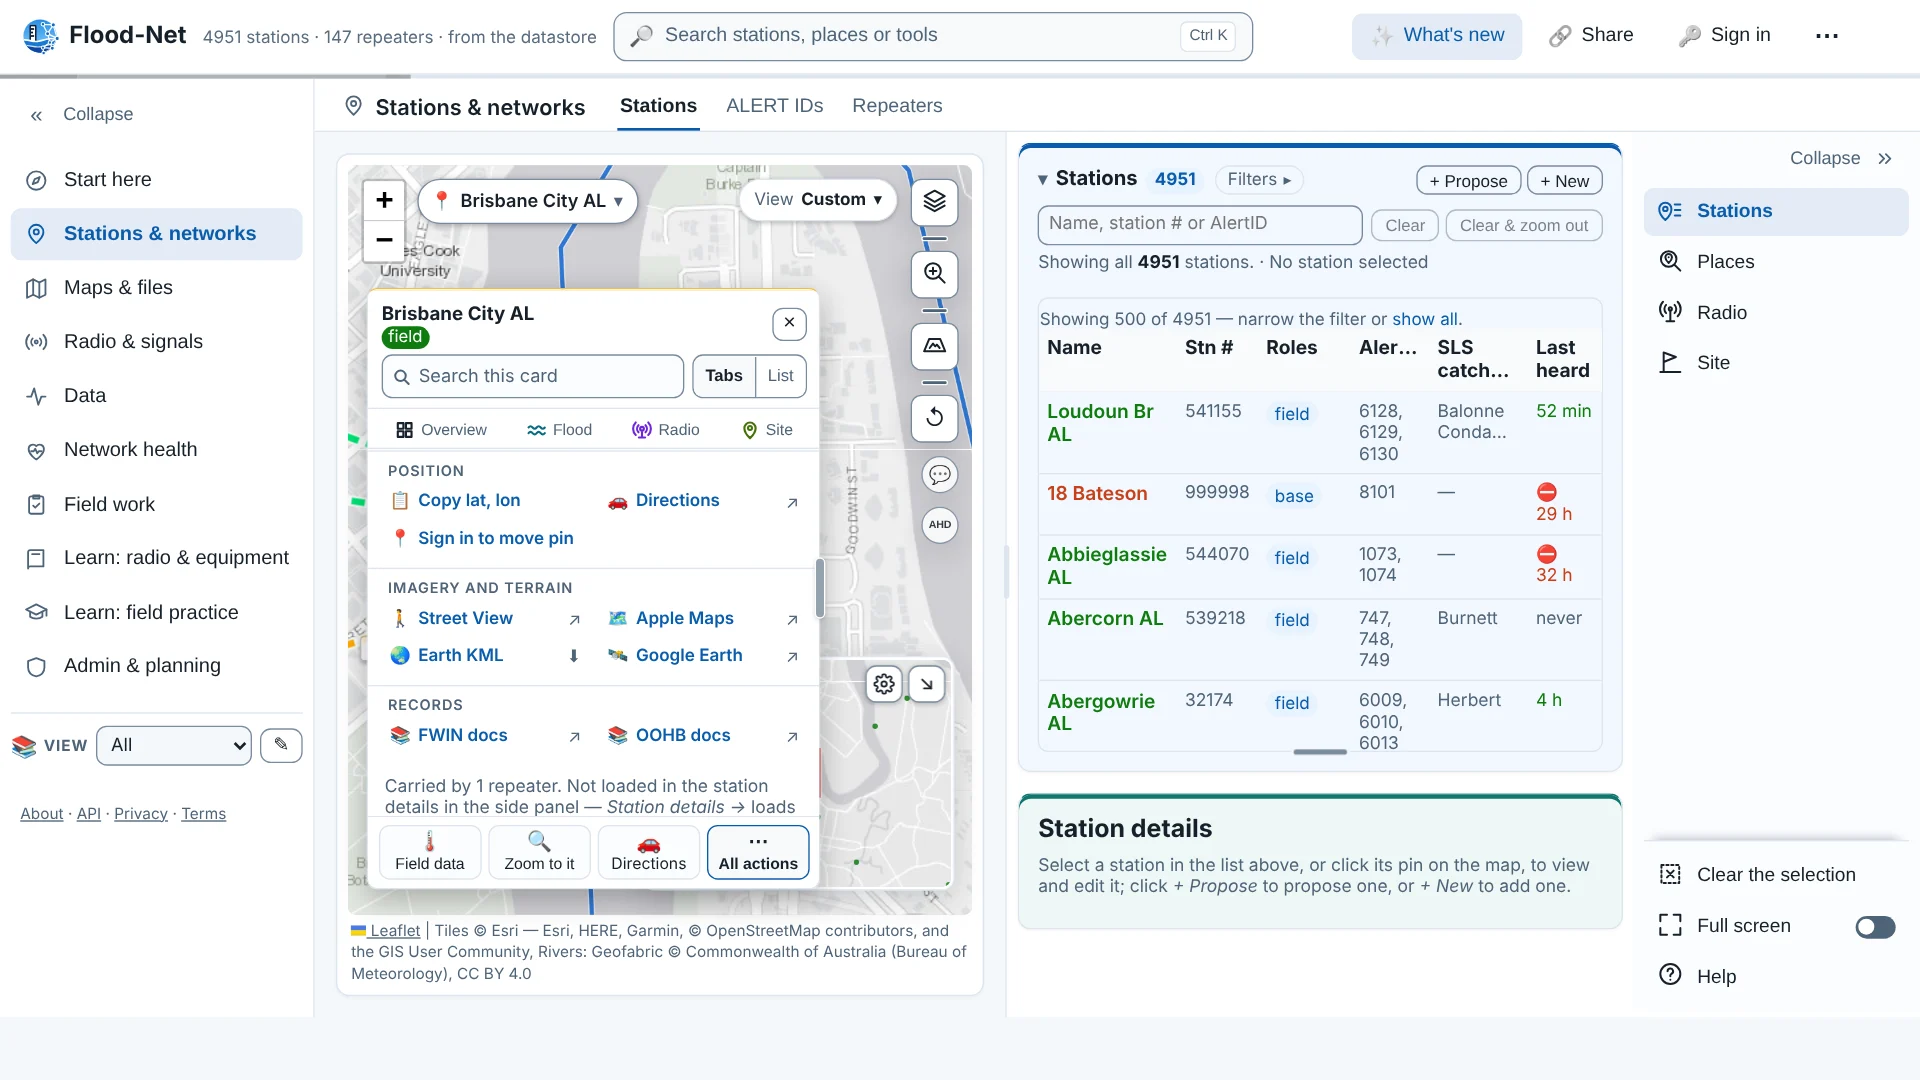 Flood-Net 4951 stations · 147 repeaters · from the datastore
Search stations, places or tools Ctrl K
What's new
Share
Sign in
« Collapse
Start here
Stations & networks
Maps & files
Radio & signals
Data
Network health
Field work
Learn: radio & equipment
Learn: field practice
Admin & planning
VIEW All
About · API · Privacy · Terms
Stations & networks Stations ALERT IDs Repeaters
+
−
Brisbane City AL ▾
View Custom ▾
Captain
Burke
es Cook
University
GOODWIN ST
AHD
Brisbane City AL
field
Search this card Tabs List
Overview Flood Radio Site
POSITION
Copy lat, lon Directions ↗
Sign in to move pin
IMAGERY AND TERRAIN
Street View ↗ Apple Maps ↗
Earth KML ⬇ Google Earth ↗
RECORDS
FWIN docs ↗ OOHB docs ↗
Carried by 1 repeater. Not loaded in the station
details in the side panel — Station details → loads
Field data
Zoom to it
Directions
All actions
Leaflet | Tiles © Esri — Esri, HERE, Garmin, © OpenStreetMap contributors, and
the GIS User Community, Rivers: Geofabric © Commonwealth of Australia (Bureau of
Meteorology), CC BY 4.0
▾ Stations 4951 Filters ▸ + Propose + New
Name, station # or AlertID Clear Clear & zoom out
Showing all 4951 stations. · No station selected
Showing 500 of 4951 — narrow the filter or show all.
Name Stn # Roles Aler… SLS catch… Last heard
Loudoun Br AL 541155 field 6128, 6129, 6130 Balonne Conda… 52 min
18 Bateson 999998 base 8101 — 29 h
Abbieglassie AL 544070 field 1073, 1074 — 32 h
Abercorn AL 539218 field 747, 748, 749 Burnett never
Abergowrie AL 32174 field 6009, 6010, 6013 Herbert 4 h
Station details
Select a station in the list above, or click its pin on the map, to view
and edit it; click + Propose to propose one, or + New to add one.
Collapse »
Stations
Places
Radio
Site
Clear the selection
Full screen
Help